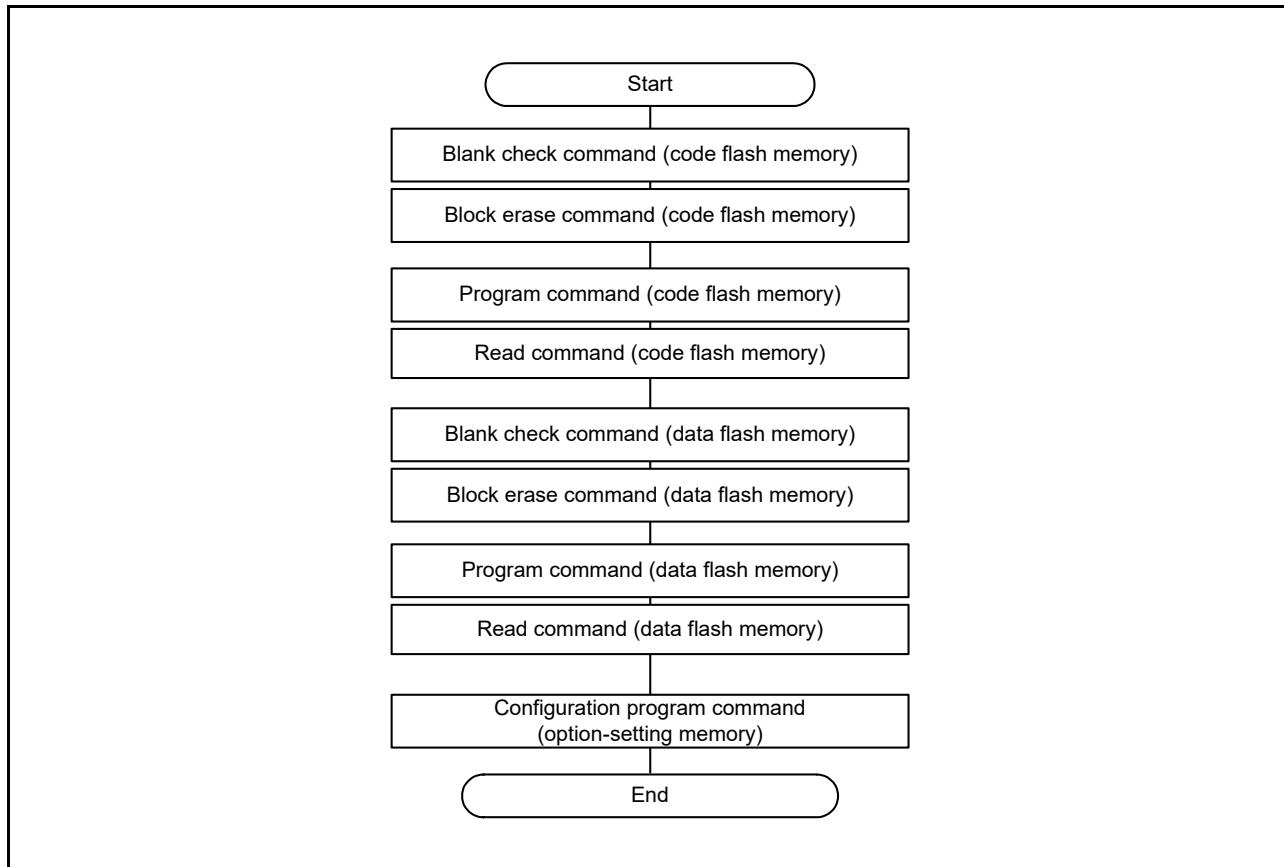 Start
Blank check command (code flash memory)
Block erase command (code flash memory)
Program command (code flash memory)
Read command (code flash memory)
Blank check command (data flash memory)
Block erase command (data flash memory)
Program command (data flash memory)
Read command (data flash memory)
Configuration program command
(option-setting memory)
End